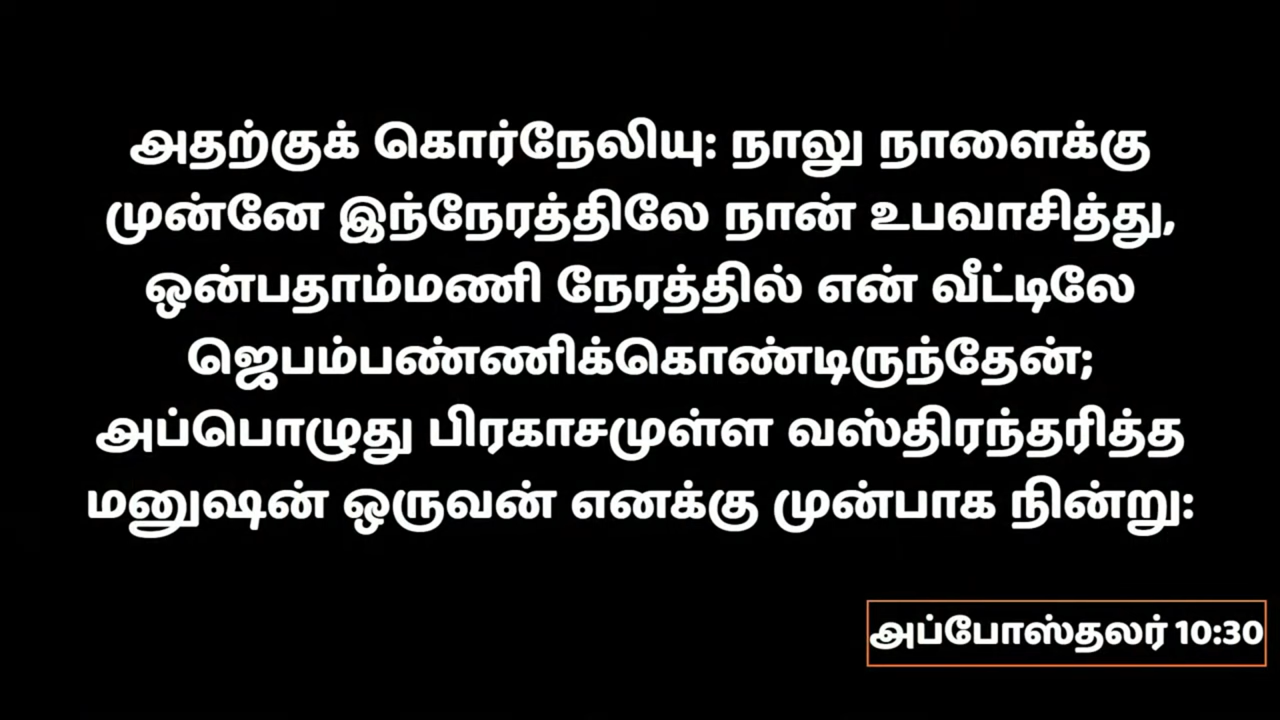 அதற்குக் கொர்நேலியு: நாலு நாளைக்கு
முன்னே இந்நேரத்திலே நான் உபவாசித்து,
ஒன்பதாம்மணி நேரத்தில் என் வீட்டிலே
ஜெபம்பண்ணிக்கொண்டிருந்தேன்;
அப்பொழுது பிரகாசமுள்ள வஸ்திரந்தரித்த
மனுஷன் ஒருவன் எனக்கு முன்பாக நின்று:
அப்போஸ்தலர் 10:30